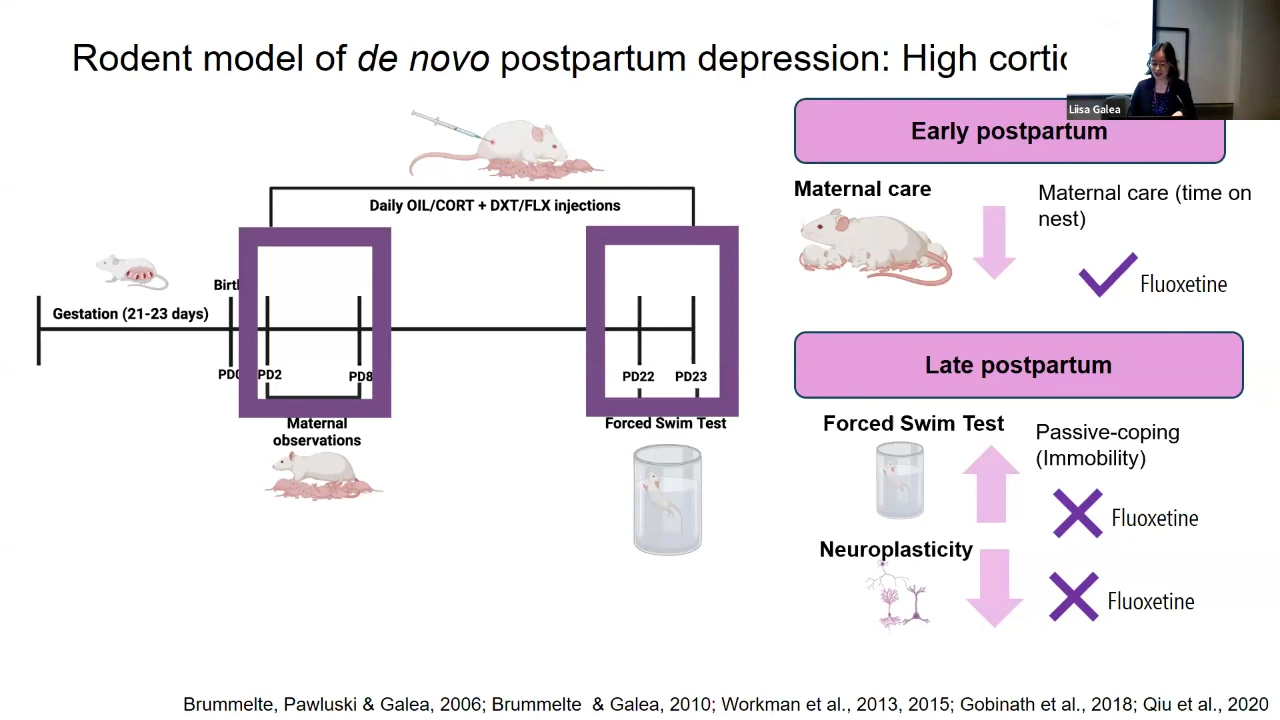 Rodent model of de novo postpartum depression: High
Liisa Galea
Early postpartum
Daily OIL/CORT + DXT/FLX injections
Maternal care
Maternal care (time on
nest)
Fluoxetine
Gestation (21-23 days)
PD2
PD8
PD22
PD23
Maternal
observations
Forced Swim Test
Late postpartum
Forced Swim Test
Passive-coping
(Immobility)
Fluoxetine
Neuroplasticity
Fluoxetine
Brummelte, Pawluski & Galea, 2006; Brummelte & Galea, 2010; Workman et al., 2013, 2015; Gobinath et al., 2018; Qiu et al., 2020